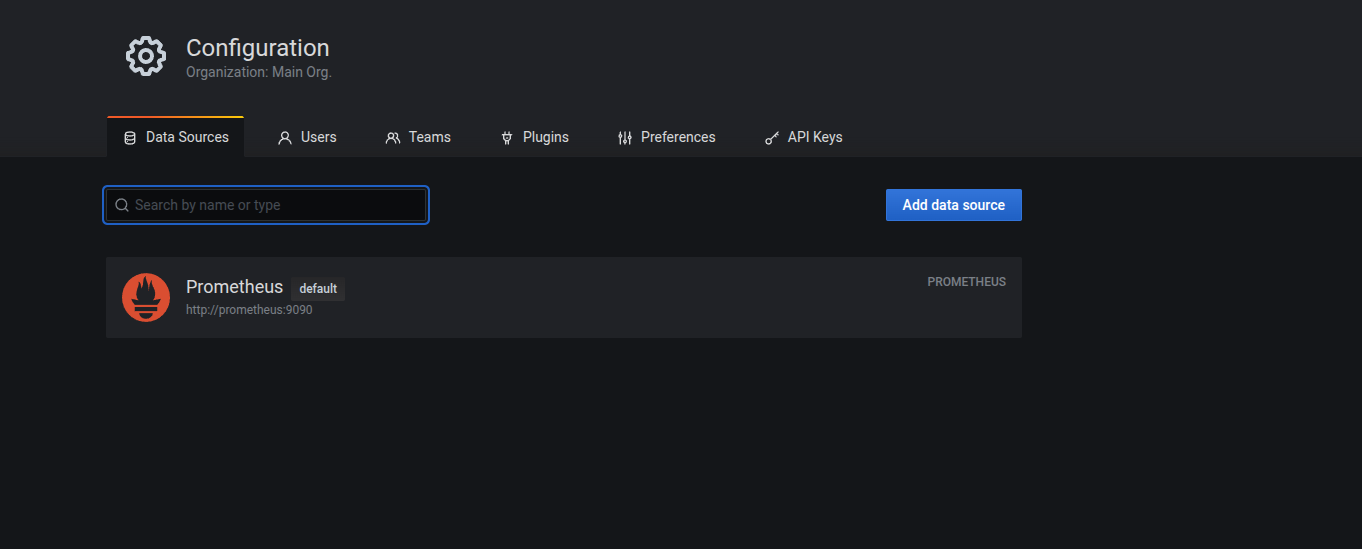 Configuration
Organization: Main Org.
Data Sources Users Teams Plugins Preferences API Keys
Search by name or type Add data source
Prometheus default PROMETHEUS
http://prometheus:9090